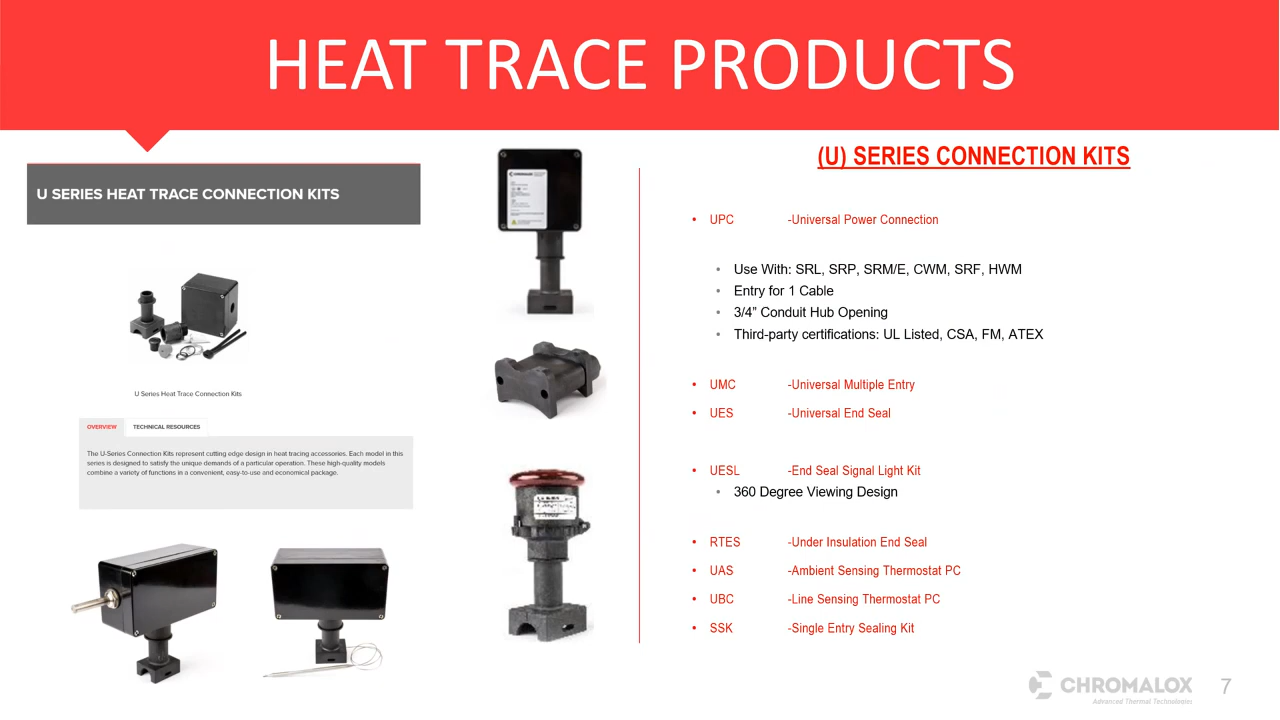 HEAT TRACE PRODUCTS
U SERIES HEAT TRACE CONNECTION KITS
U Series Heat Trace Connection Kits
OVERVIEW TECHNICAL RESOURCES
The U-Series Connection Kits represent cutting edge design in heat tracing accessories. Each model in this
series is designed to satisfy the unique demands of a particular operation. These high-quality models
combine a variety of functions in a convenient, easy-to-use and economical package.
CHROMALOX
(U) SERIES CONNECTION KITS
• UPC -Universal Power Connection
▪ Use With: SRL, SRP, SRM/E, CWM, SRF, HWM
▪ Entry for 1 Cable
▪ 3/4” Conduit Hub Opening
▪ Third-party certifications: UL Listed, CSA, FM, ATEX
• UMC -Universal Multiple Entry
• UES -Universal End Seal
• UESL -End Seal Signal Light Kit
▪ 360 Degree Viewing Design
• RTES -Under Insulation End Seal
• UAS -Ambient Sensing Thermostat PC
• UBC -Line Sensing Thermostat PC
• SSK -Single Entry Sealing Kit
CHROMALOX
Advanced Thermal Technologies
7